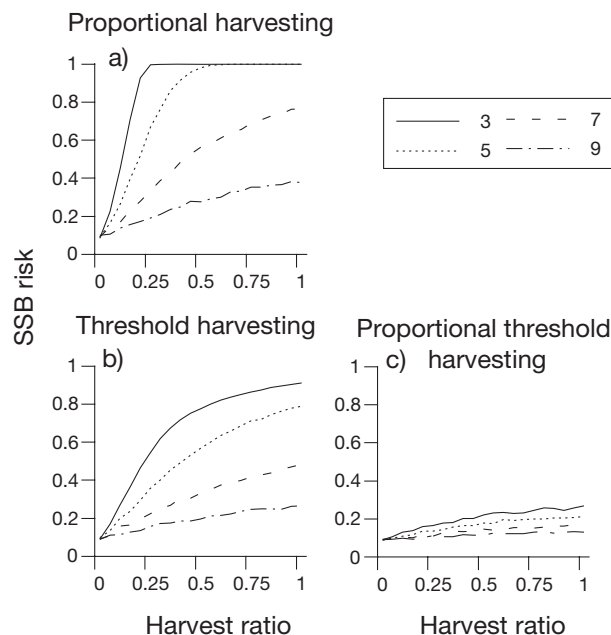 Proportional harvesting
a)
1
0.8
0.6
0.4
0.2
0
0 0.25 0.5 0.75 1
3 7
5 9
SSB risk
Threshold harvesting
b)
1
0.8
0.6
0.4
0.2
0
0 0.25 0.5 0.75 1
Harvest ratio
Proportional threshold
harvesting
c)
1
0.8
0.6
0.4
0.2
0
0 0.25 0.5 0.75 1
Harvest ratio